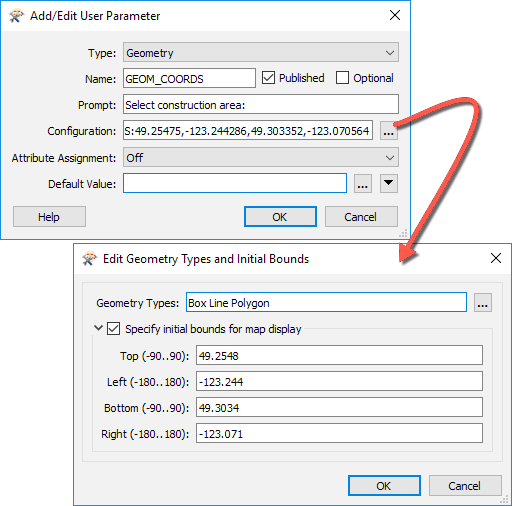 Add/Edit User Parameter
Type: Geometry
Name: GEOM_COORDS Published Optional
Prompt: Select construction area:
Configuration: S:49.25475,-123.244286,49.303352,-123.070564 ...
Attribute Assignment: Off
Default Value: ...
Help OK Cancel
Edit Geometry Types and Initial Bounds
Geometry Types: Box Line Polygon ...
Specify initial bounds for map display
Top (-90..90): 49.2548
Left (-180..180): -123.244
Bottom (-90..90): 49.3034
Right (-180..180): -123.071
OK Cancel